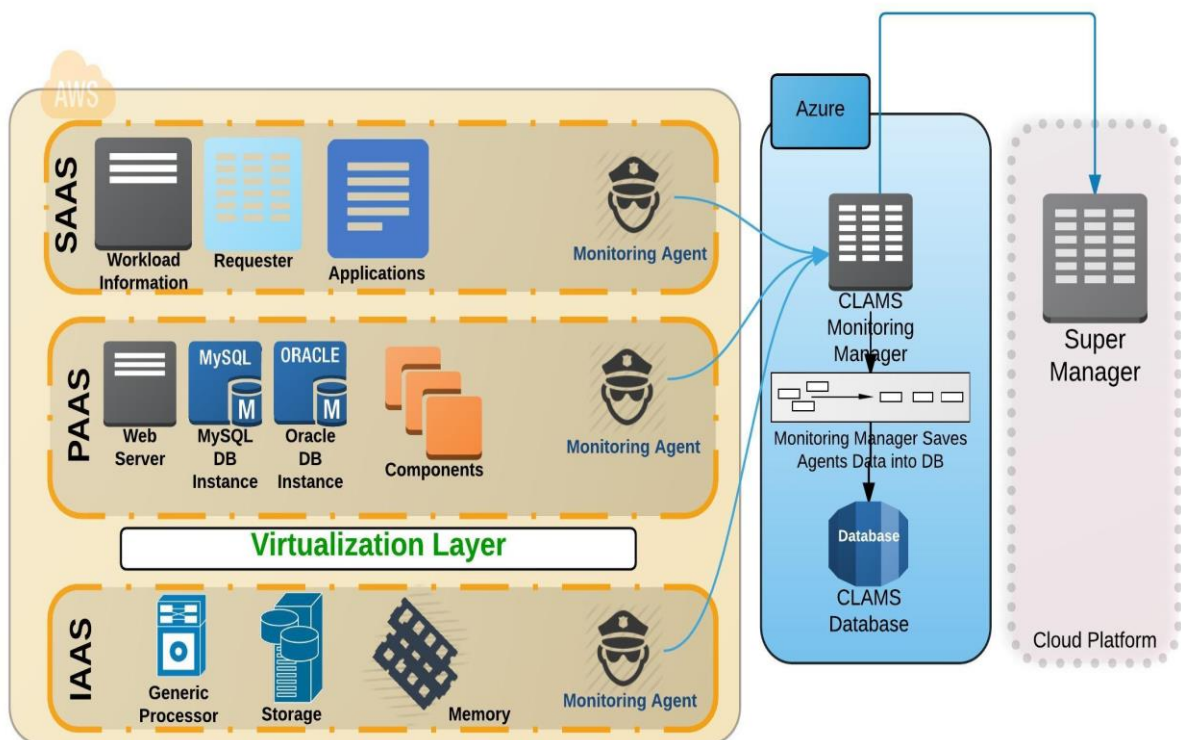 AWS
SAAS
Workload
Information
Requester
Applications
Monitoring Agent
PAAS
Web
Server
MySQL
M
MySQL
DB
Instance
ORACLE
M
Oracle
DB
Instance
Components
Monitoring Agent
Virtualization Layer
IAAS
Generic
Processor
Storage
Memory
Monitoring Agent
Azure
CLAMS
Monitoring
Manager
Monitoring Manager Saves
Agents Data into DB
Database
CLAMS
Database
Super
Manager
Cloud Platform